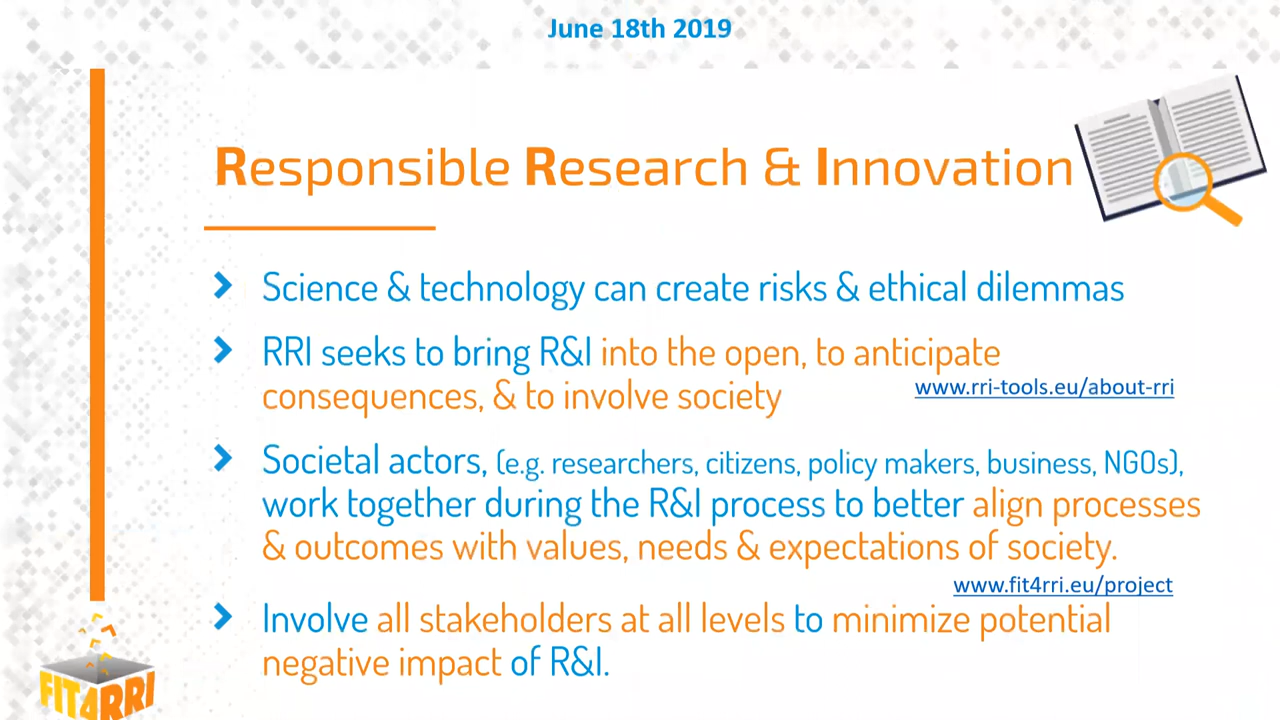 June 18th 2019
Responsible Research & Innovation
Science & technology can create risks & ethical dilemmas
RRI seeks to bring R&I into the open, to anticipate
consequences, & to involve society
www.rri-tools.eu/about-rri
Societal actors, (e.g. researchers, citizens, policy makers, business, NGOs),
work together during the R&I process to better align processes
& outcomes with values, needs & expectations of society.
www.fit4rri.eu/project
Involve all stakeholders at all levels to minimize potential
negative impact of R&I.
FIT4RRI